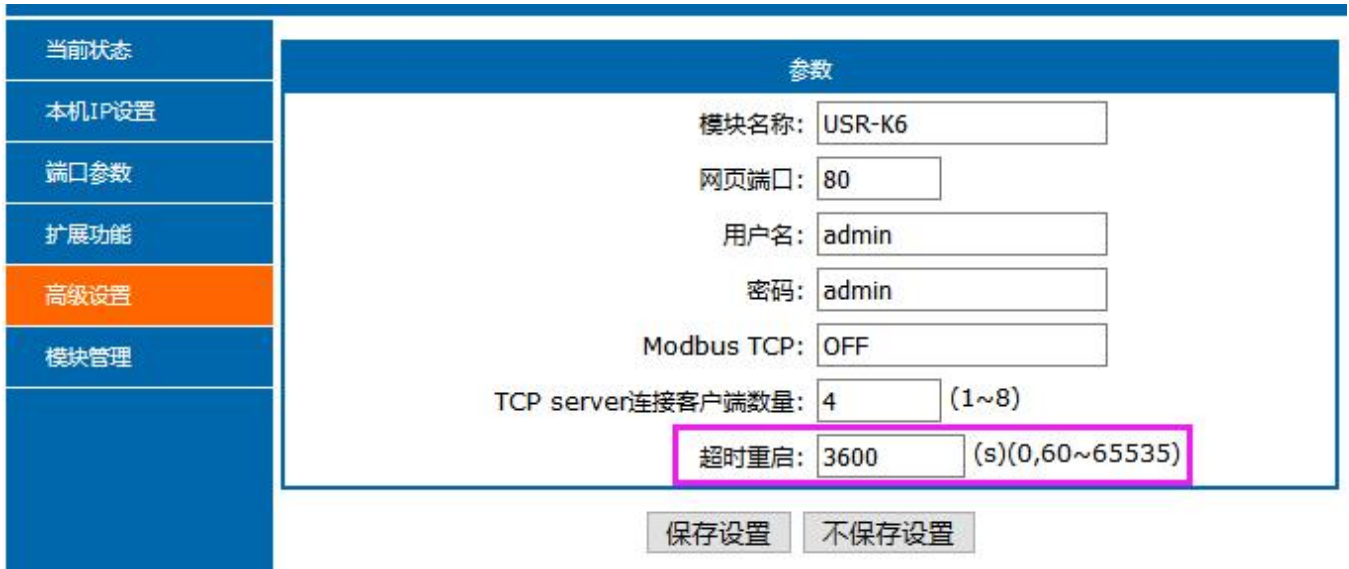 当前状态
本机IP设置
端口参数
扩展功能
高级设置
模块管理
参数
模块名称: USR-K6
网页端口: 80
用户名: admin
密码: admin
Modbus TCP: OFF
TCP server连接客户端数量: 4 (1~8)
超时重启: 3600 (s)(0,60~65535)
保存设置 不保存设置